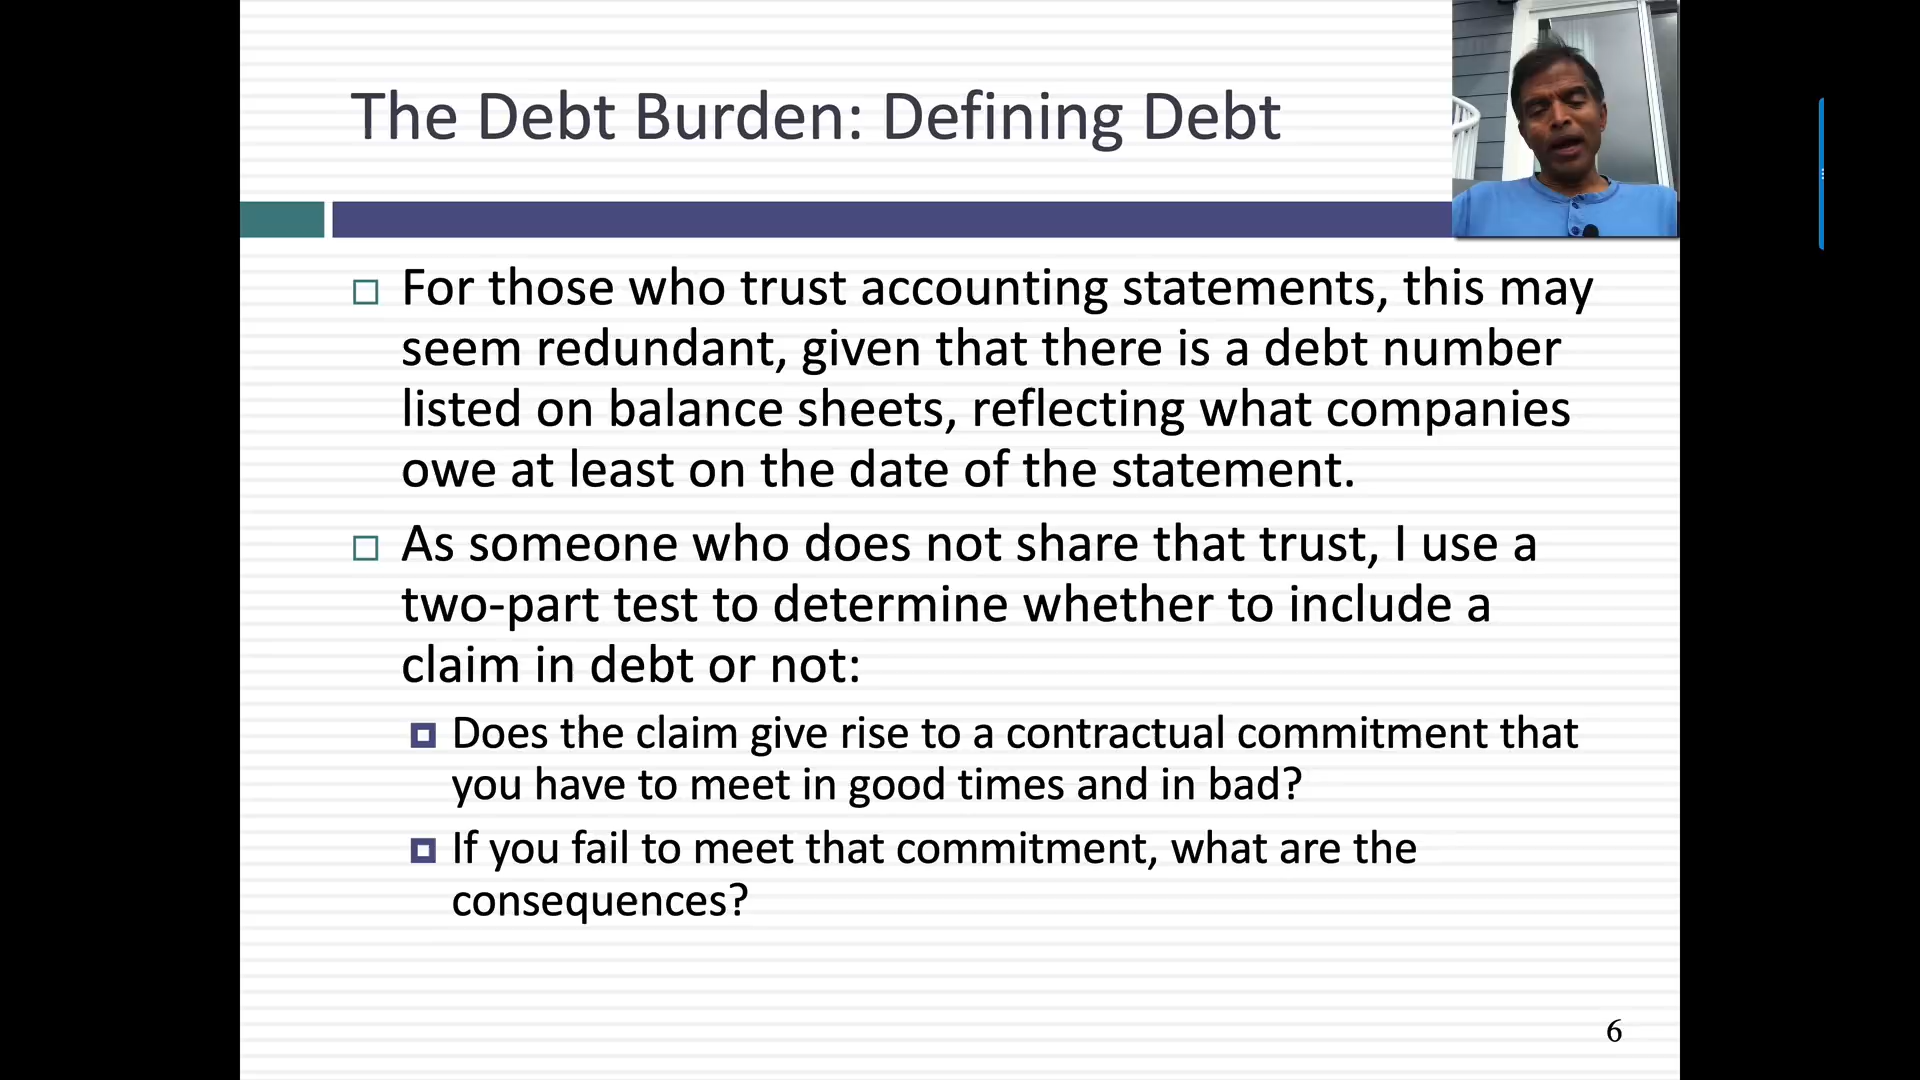 The Debt Burden: Defining Debt
For those who trust accounting statements, this may
seem redundant, given that there is a debt number
listed on balance sheets, reflecting what companies
owe at least on the date of the statement.
As someone who does not share that trust, I use a
two-part test to determine whether to include a
claim in debt or not:
Does the claim give rise to a contractual commitment that
you have to meet in good times and in bad?
If you fail to meet that commitment, what are the
consequences?
6